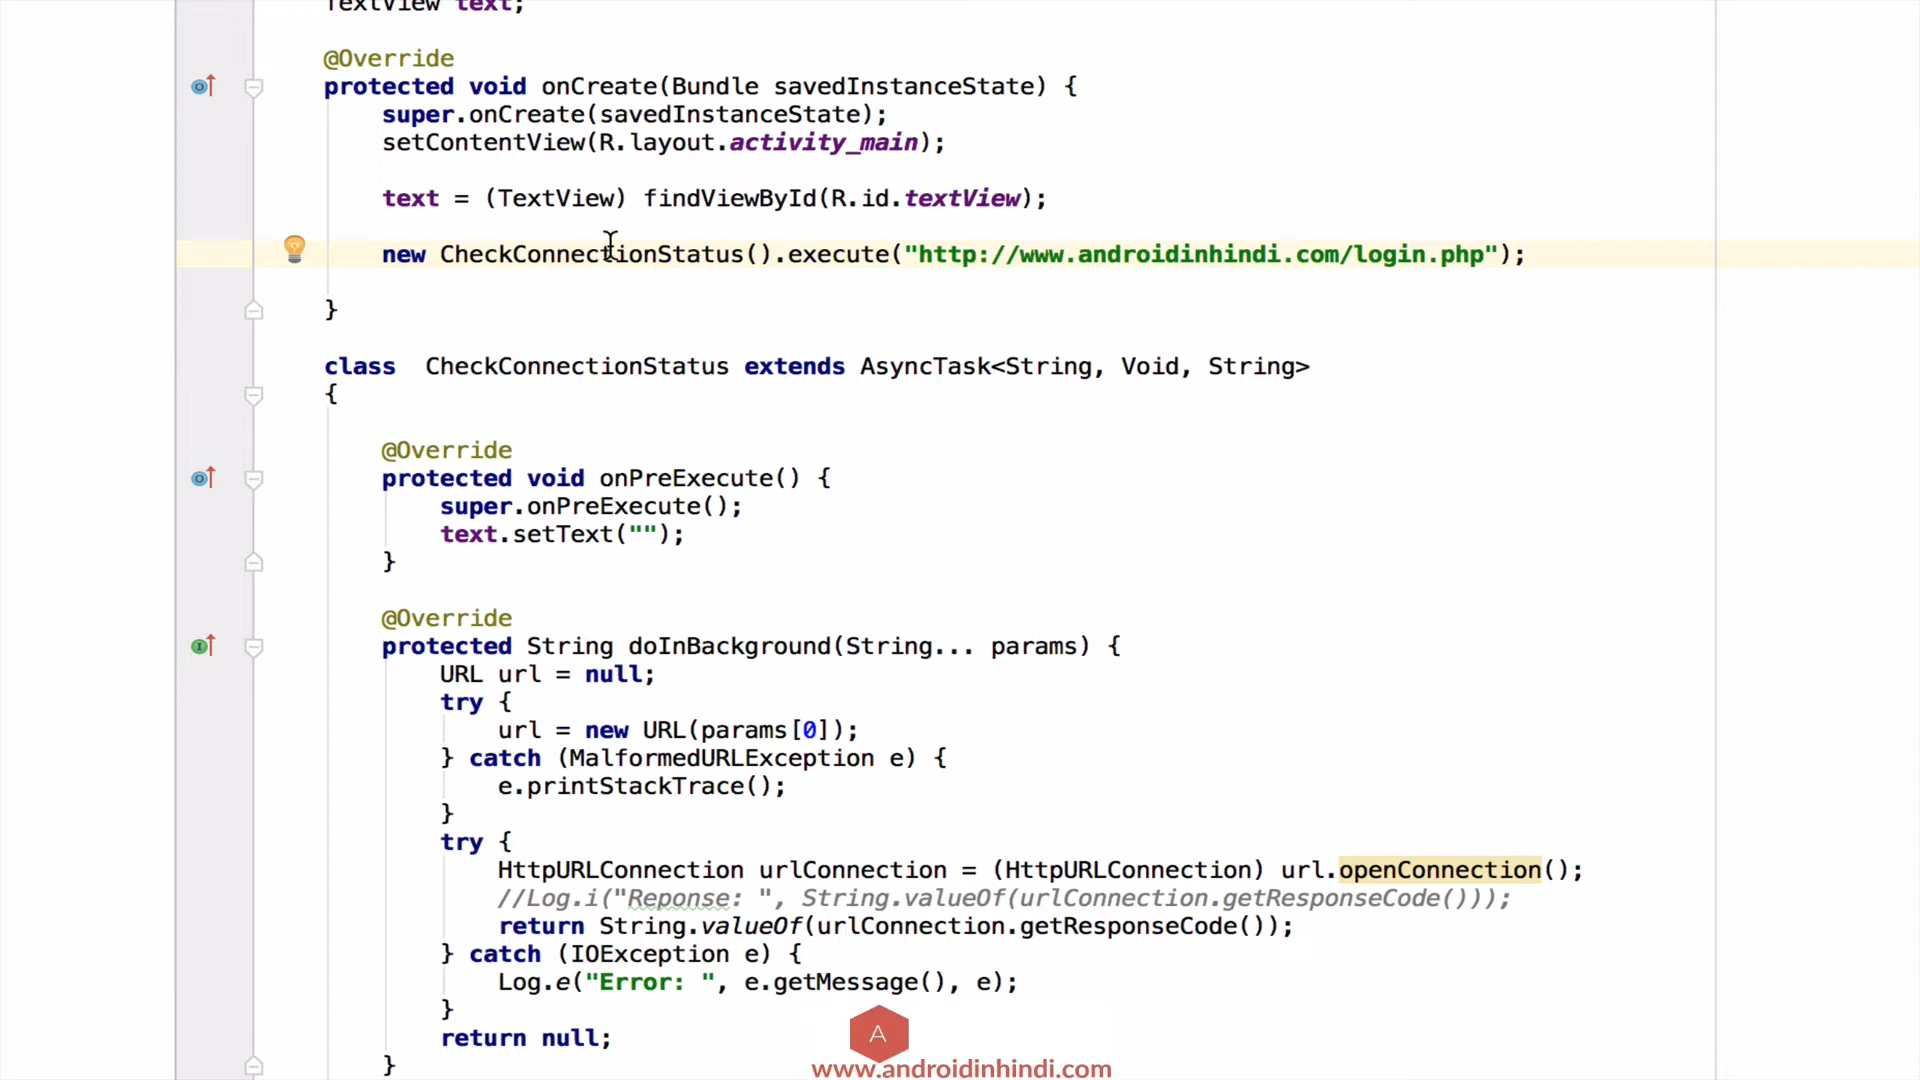 TextView text;
@Override
protected void onCreate(Bundle savedInstanceState) {
super.onCreate(savedInstanceState);
setContentView(R.layout.activity_main);
text = (TextView) findViewById(R.id.textView);
new CheckConnectionStatus().execute("http://www.androidinhindi.com/login.php");
}
class  CheckConnectionStatus extends AsyncTask<String, Void, String>
{
@Override
protected void onPreExecute() {
super.onPreExecute();
text.setText("");
}
@Override
protected String doInBackground(String... params) {
URL url = null;
try {
url = new URL(params[0]);
} catch (MalformedURLException e) {
e.printStackTrace();
}
try {
HttpURLConnection urlConnection = (HttpURLConnection) url.openConnection();
//Log.i("Reponse: ", String.valueOf(urlConnection.getResponseCode()));
return String.valueOf(urlConnection.getResponseCode());
} catch (IOException e) {
Log.e("Error: ", e.getMessage(), e);
}
return null;
}
A
www.androidinhindi.com